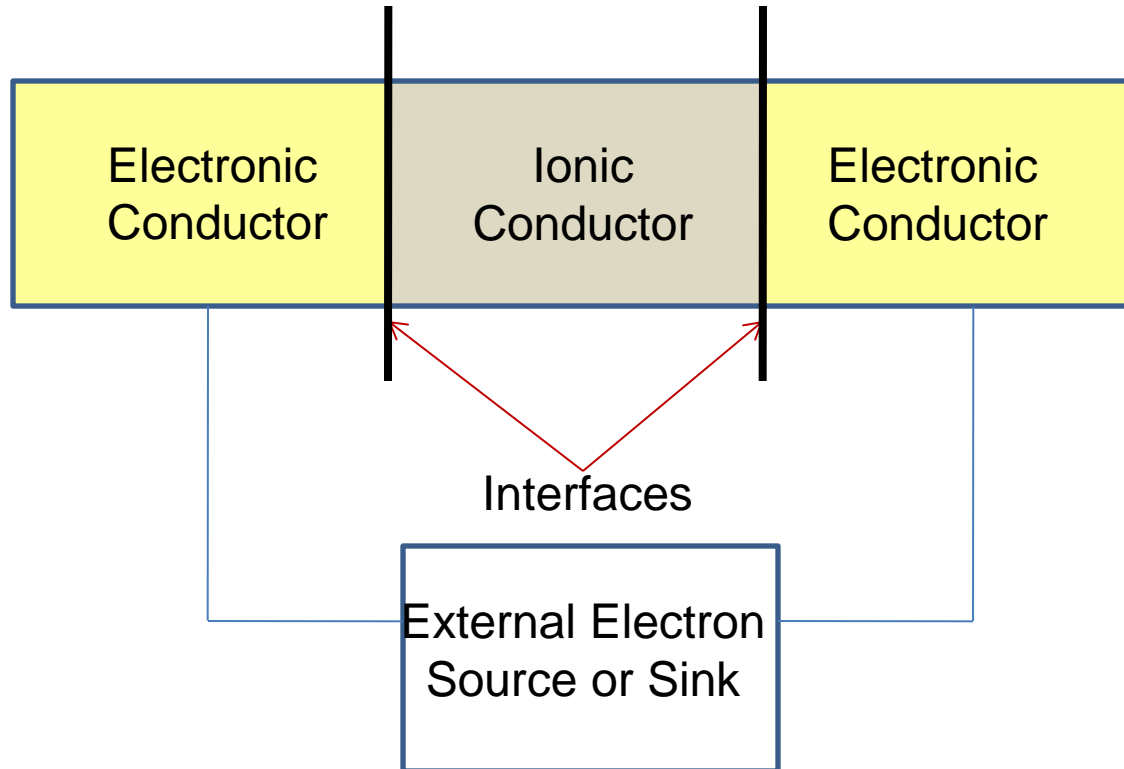 Electronic
Conductor
Ionic
Conductor
Electronic
Conductor
Interfaces
External Electron
Source or Sink